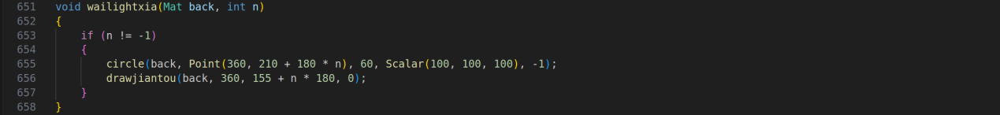 651 void wailightxia(Mat back, int n)
652 {
653     if (n != -1)
654     {
655         circle(back, Point(360, 210 + 180 * n), 60, Scalar(100, 100, 100), -1);
656         drawjiantou(back, 360, 155 + n * 180, 0);
657     }
658 }